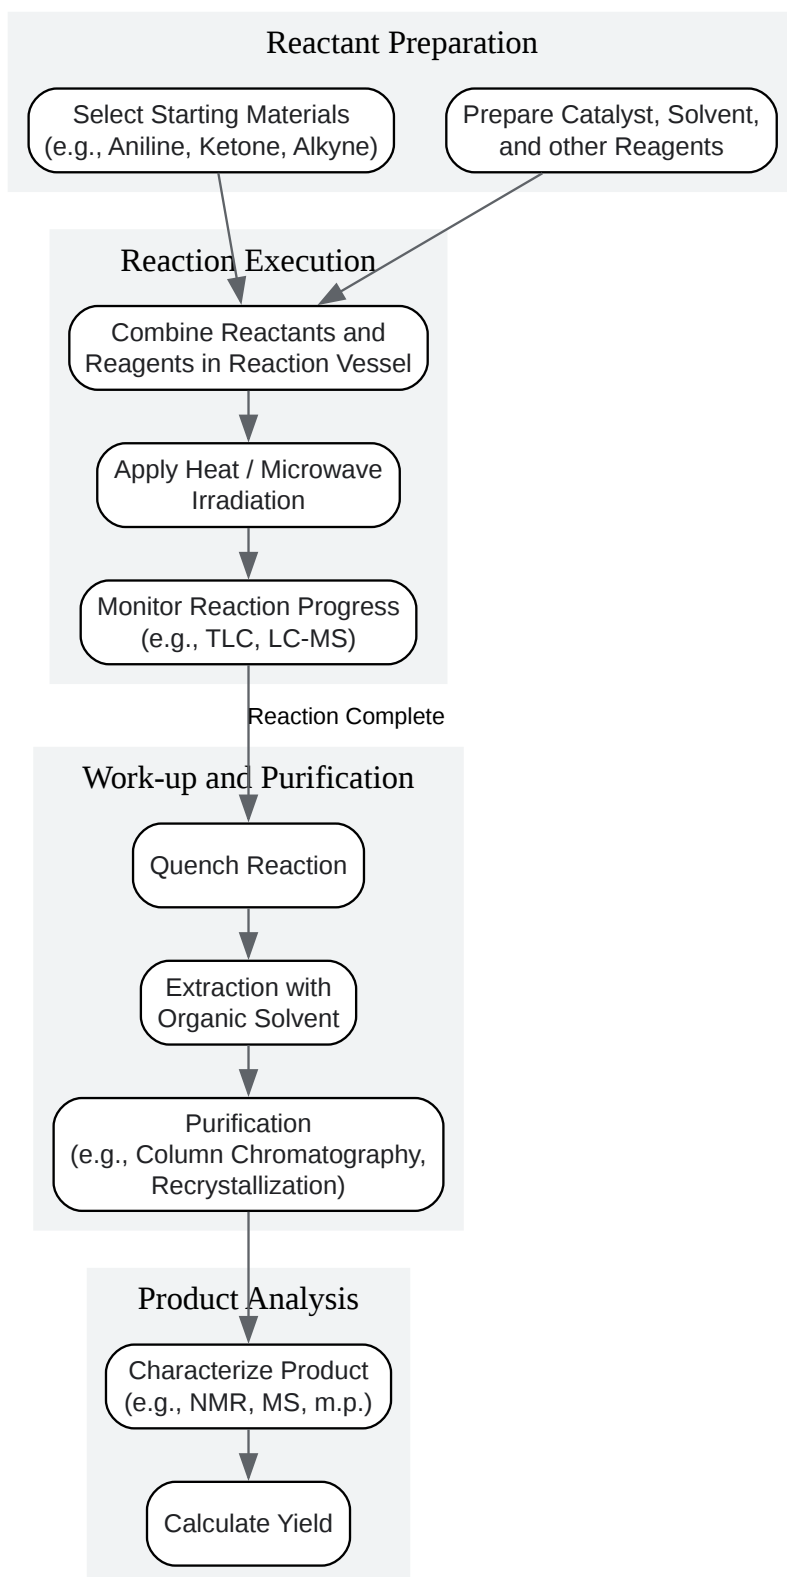 Reactant Preparation
Select Starting Materials
(e.g., Aniline, Ketone, Alkyne)
Prepare Catalyst, Solvent,
and other Reagents
Reaction Execution
Combine Reactants and
Reagents in Reaction Vessel
Apply Heat / Microwave
Irradiation
Monitor Reaction Progress
(e.g., TLC, LC-MS)
Reaction Complete
Work-up and Purification
Quench Reaction
Extraction with
Organic Solvent
Purification
(e.g., Column Chromatography,
Recrystallization)
Product Analysis
Characterize Product
(e.g., NMR, MS, m.p.)
Calculate Yield